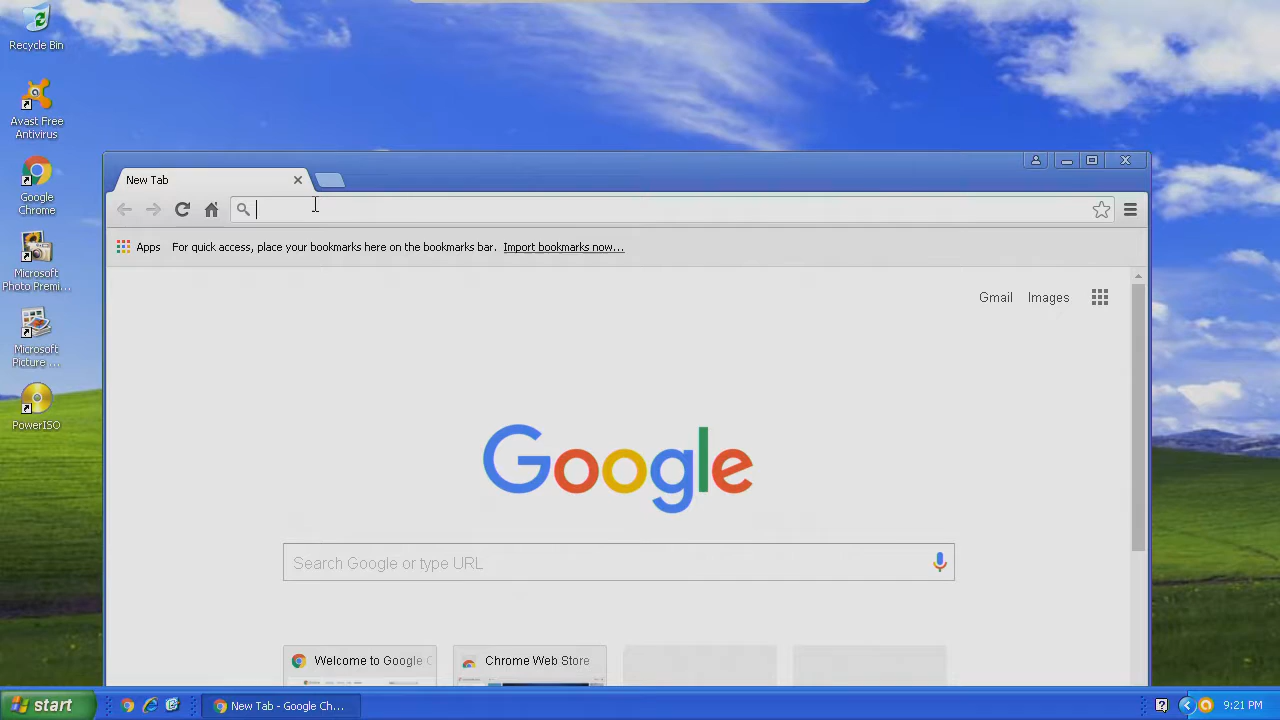 Recycle Bin
Avast Free
Antivirus
Google
Chrome
Microsoft
Photo Premi...
Microsoft
Picture ...
PowerISO
New Tab
Apps
For quick access, place your bookmarks here on the bookmarks bar. Import bookmarks now...
Gmail Images
Google
Search Google or type URL
Welcome to Google C
Chrome Web Store
start
New Tab - Google Ch...
9:21 PM